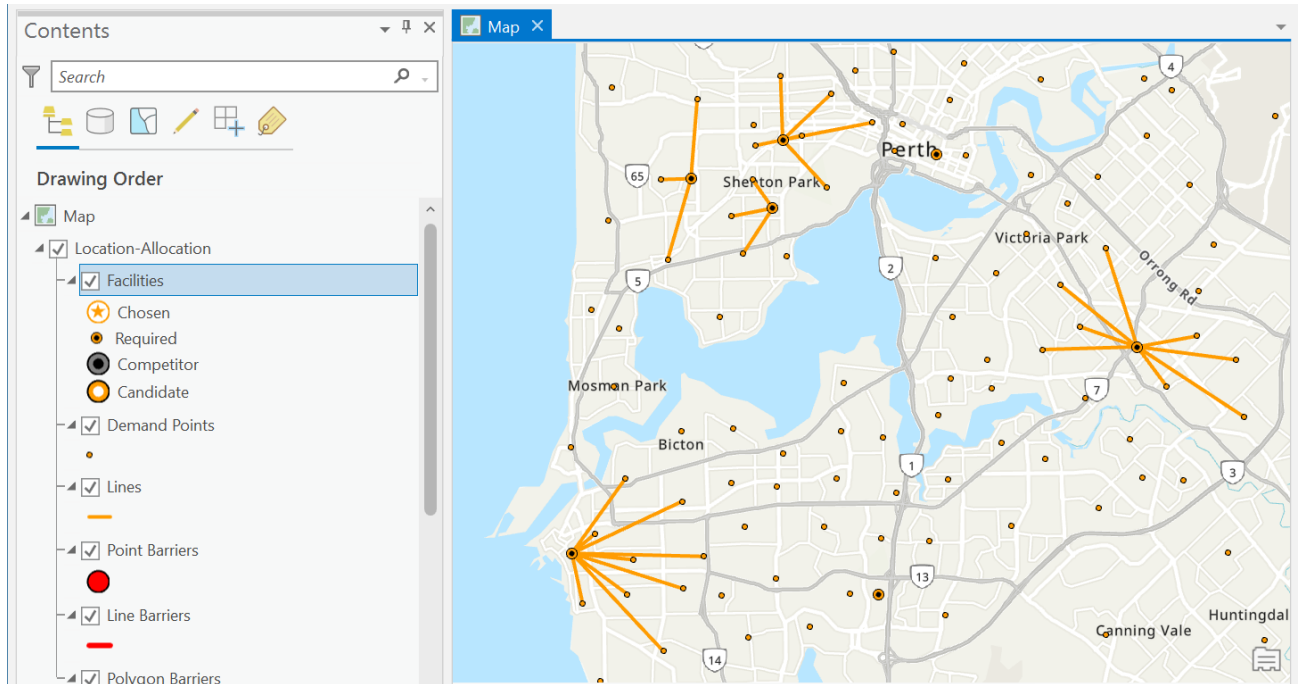 Contents
Search
Drawing Order
Map
Location-Allocation
Facilities
Chosen
Required
Competitor
Candidate
Demand Points
Lines
Point Barriers
Line Barriers
Polygon Barriers
Map
4
Perth
65
Shenton Park
Victoria Park
Orrong Rd
2
5
Mosman Park
7
Bicton
1
3
13
Huntingdal
Canning Vale
14